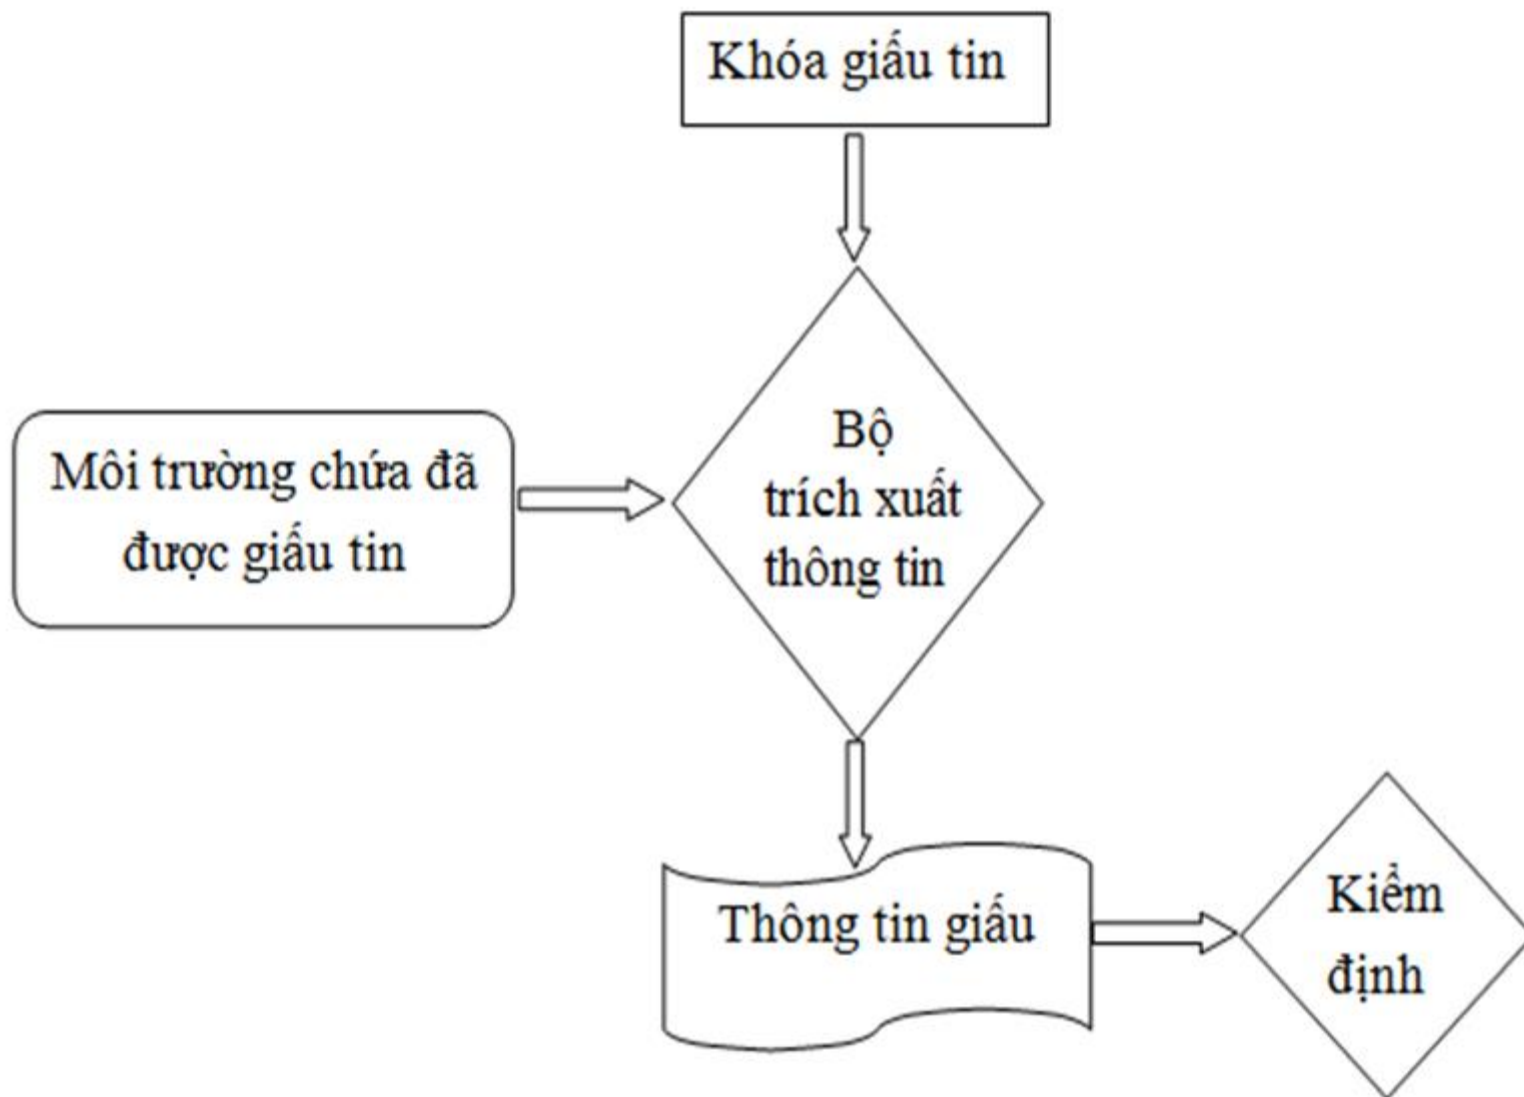 Khóa giấu tin
Môi trường chứa đã
được giấu tin
Bộ
trích xuất
thông tin
Thông tin giấu
Kiểm
định